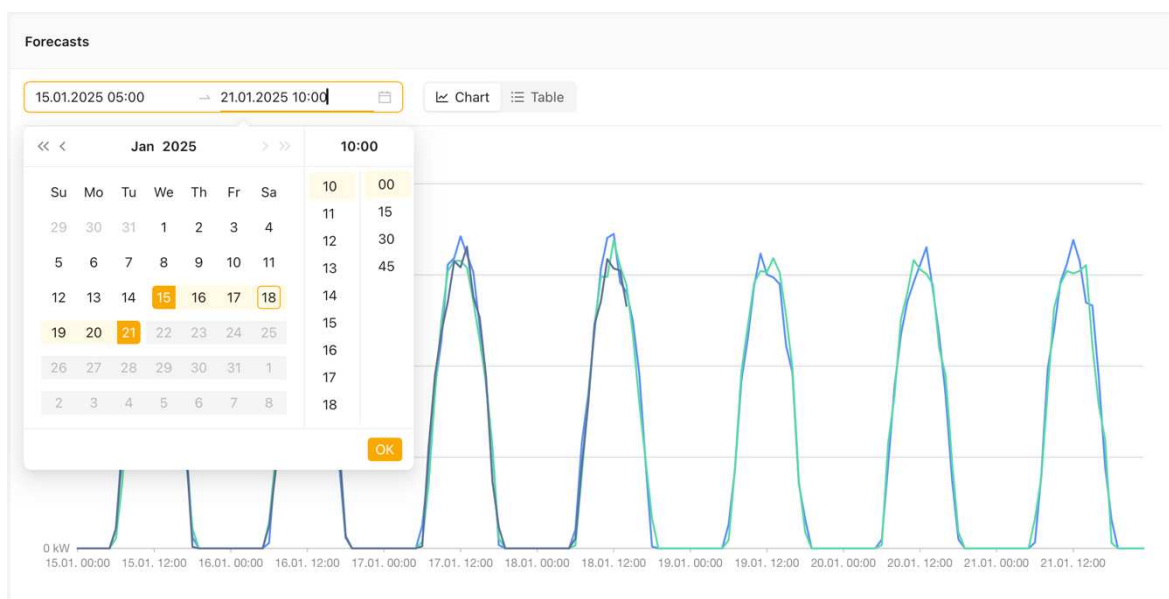 Forecasts
15.01.2025 05:00 → 21.01.2025 10:00 Chart Table
Jan 2025 10:00
Su Mo Tu We Th Fr Sa
29 30 31 1 2 3 4
5 6 7 8 9 10 11
12 13 14 15 16 17 18
19 20 21 22 23 24 25
26 27 28 29 30 31 1
2 3 4 5 6 7 8
10 00
11 15
12 30
13 45
14
15
16
17
18
OK
0 kW
15.01. 00:00 15.01. 12:00 16.01. 00:00 16.01. 12:00 17.01. 00:00 17.01. 12:00 18.01. 00:00 18.01. 12:00 19.01. 00:00 19.01. 12:00 20.01. 00:00 20.01. 12:00 21.01. 00:00 21.01. 12:00